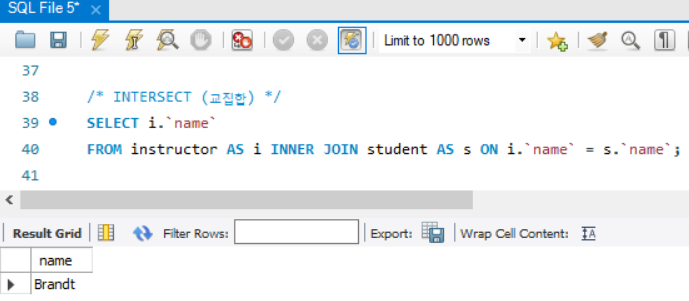 SQL File 5*
Limit to 1000 rows
37
38 /* INTERSECT (교집합) */
39 SELECT i.`name`
40 FROM instructor AS i INNER JOIN student AS s ON i.`name` = s.`name`;
41
Result Grid Filter Rows: Export: Wrap Cell Content:
name
Brandt